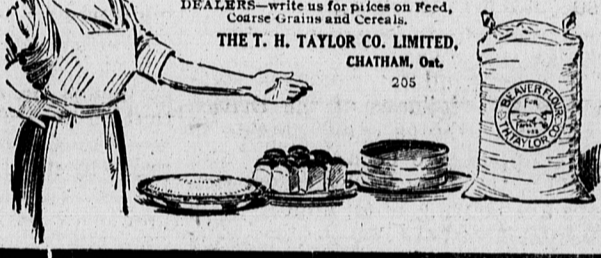 DEALERS—write us for prices on Feed,
Coarse Grains and Cereals.
THE T. H. TAYLOR CO. LIMITED,
CHATHAM, Ont.
205
BEAVER FLOUR
T.H. TAYLOR CO.